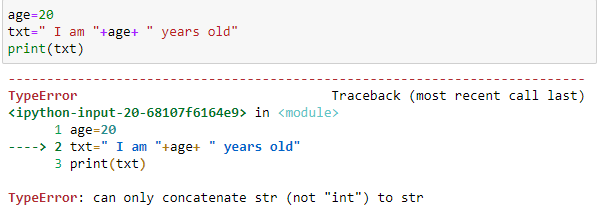 age=20
txt=" I am "+age+ " years old"
print(txt)
---------------------------------------------------------------------------
TypeError                                 Traceback (most recent call last)
<ipython-input-20-68107f6164e9> in <module>
      1 age=20
----> 2 txt=" I am "+age+ " years old"
      3 print(txt)
TypeError: can only concatenate str (not "int") to str